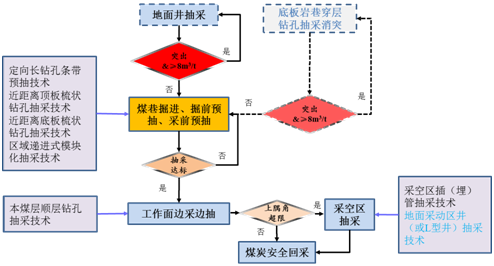 地面井抽采
底板岩巷穿层
钻孔抽采消突
是
是
突出
&≥8m³/t
定向长钻孔条带
预抽技术
近距离顶板梳状
钻孔抽采技术
近距离底板梳状
钻孔抽采技术
区域递进式模块
化抽采技术
否
否
煤巷掘进、掘前预
抽、采前预抽
突出
&≥8m³/t
抽采
达标
否
是
本煤层顺层钻孔
抽采技术
工作面边采边抽
上隅角
超限
是
采空区
抽采
采空区插（埋）
管抽采技术
地面采动区井
（或L型井）抽采
技术
否
煤炭安全回采